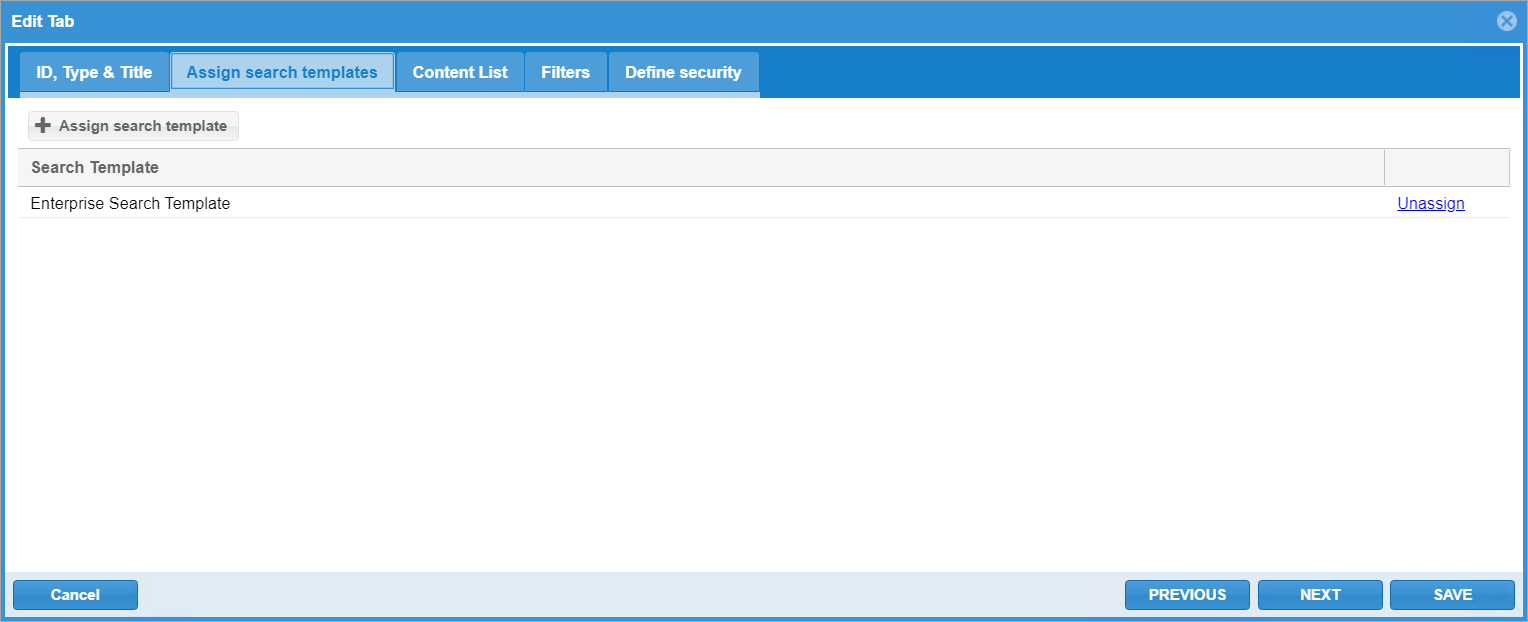 Edit Tab
ID, Type & Title Assign search templates Content List Filters Define security
Assign search template
Search Template
Enterprise Search Template Unassign
Cancel PREVIOUS NEXT SAVE